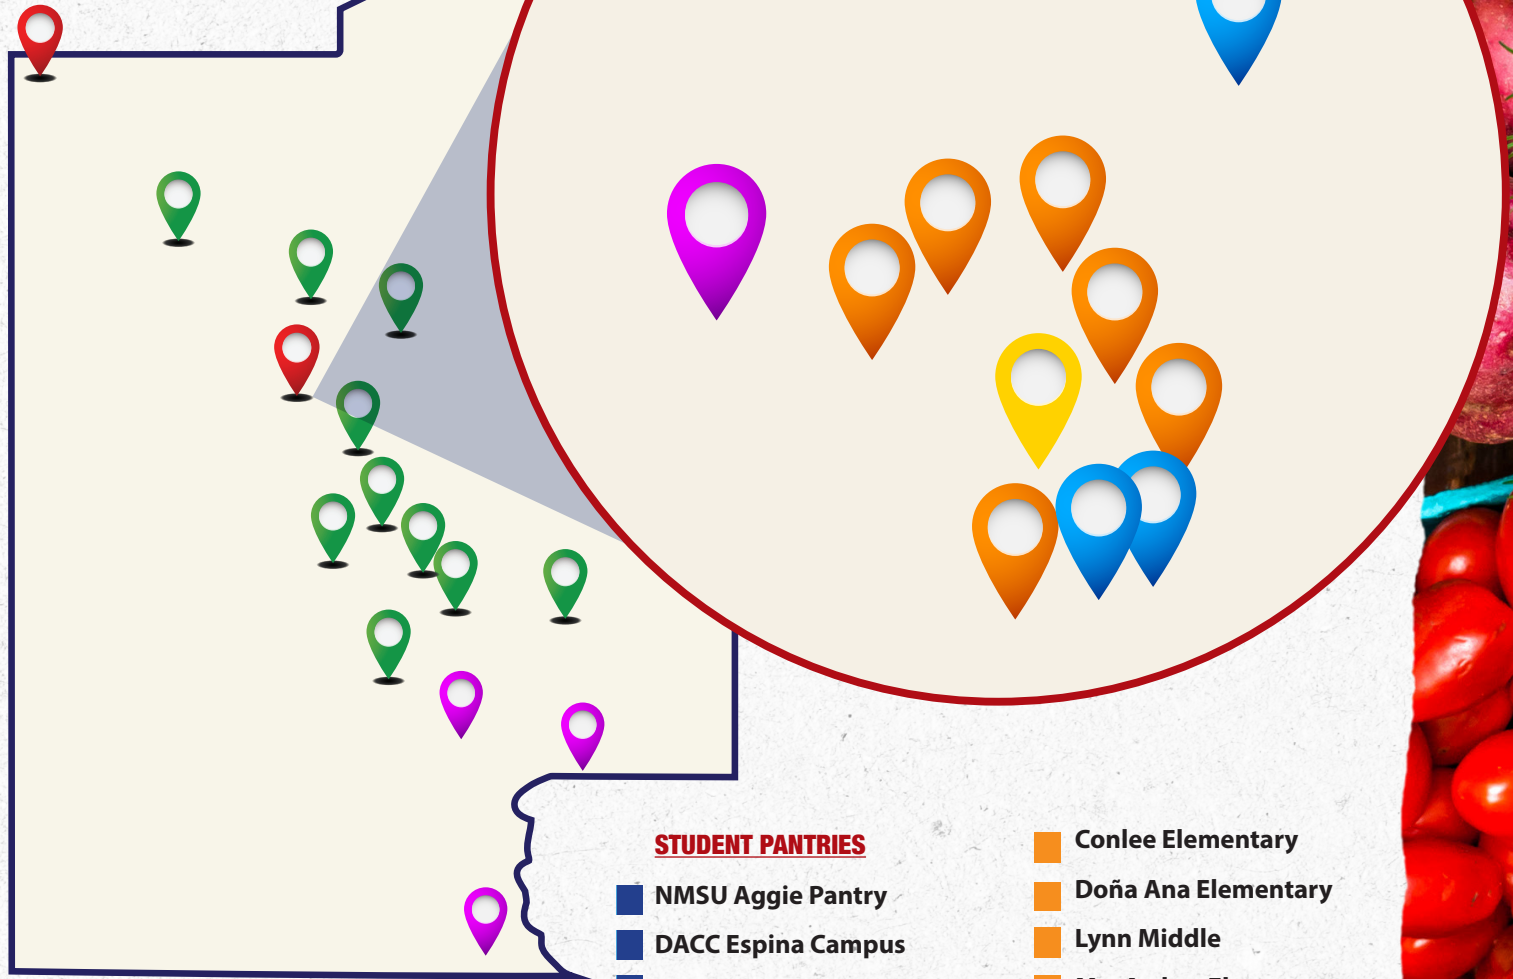 STUDENT PANTRIES
NMSU Aggie Pantry
DACC Espina Campus
Conlee Elementary
Doña Ana Elementary
Lynn Middle